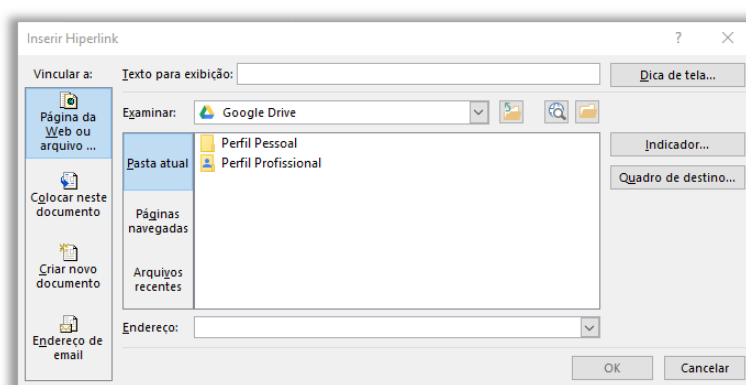 Inserir Hiperlink
?
Vincular a:
Texto para exibição:
Dica de tela...
Página da
Web ou
arquivo ...
Examinar:
Google Drive
Pasta atual
Perfil Pessoal
Perfil Profissional
Indicador...
Quadro de destino...
Colocar neste
documento
Páginas
navegadas
Criar novo
documento
Arquivos
recentes
Endereço de
email
Endereço:
OK
Cancelar